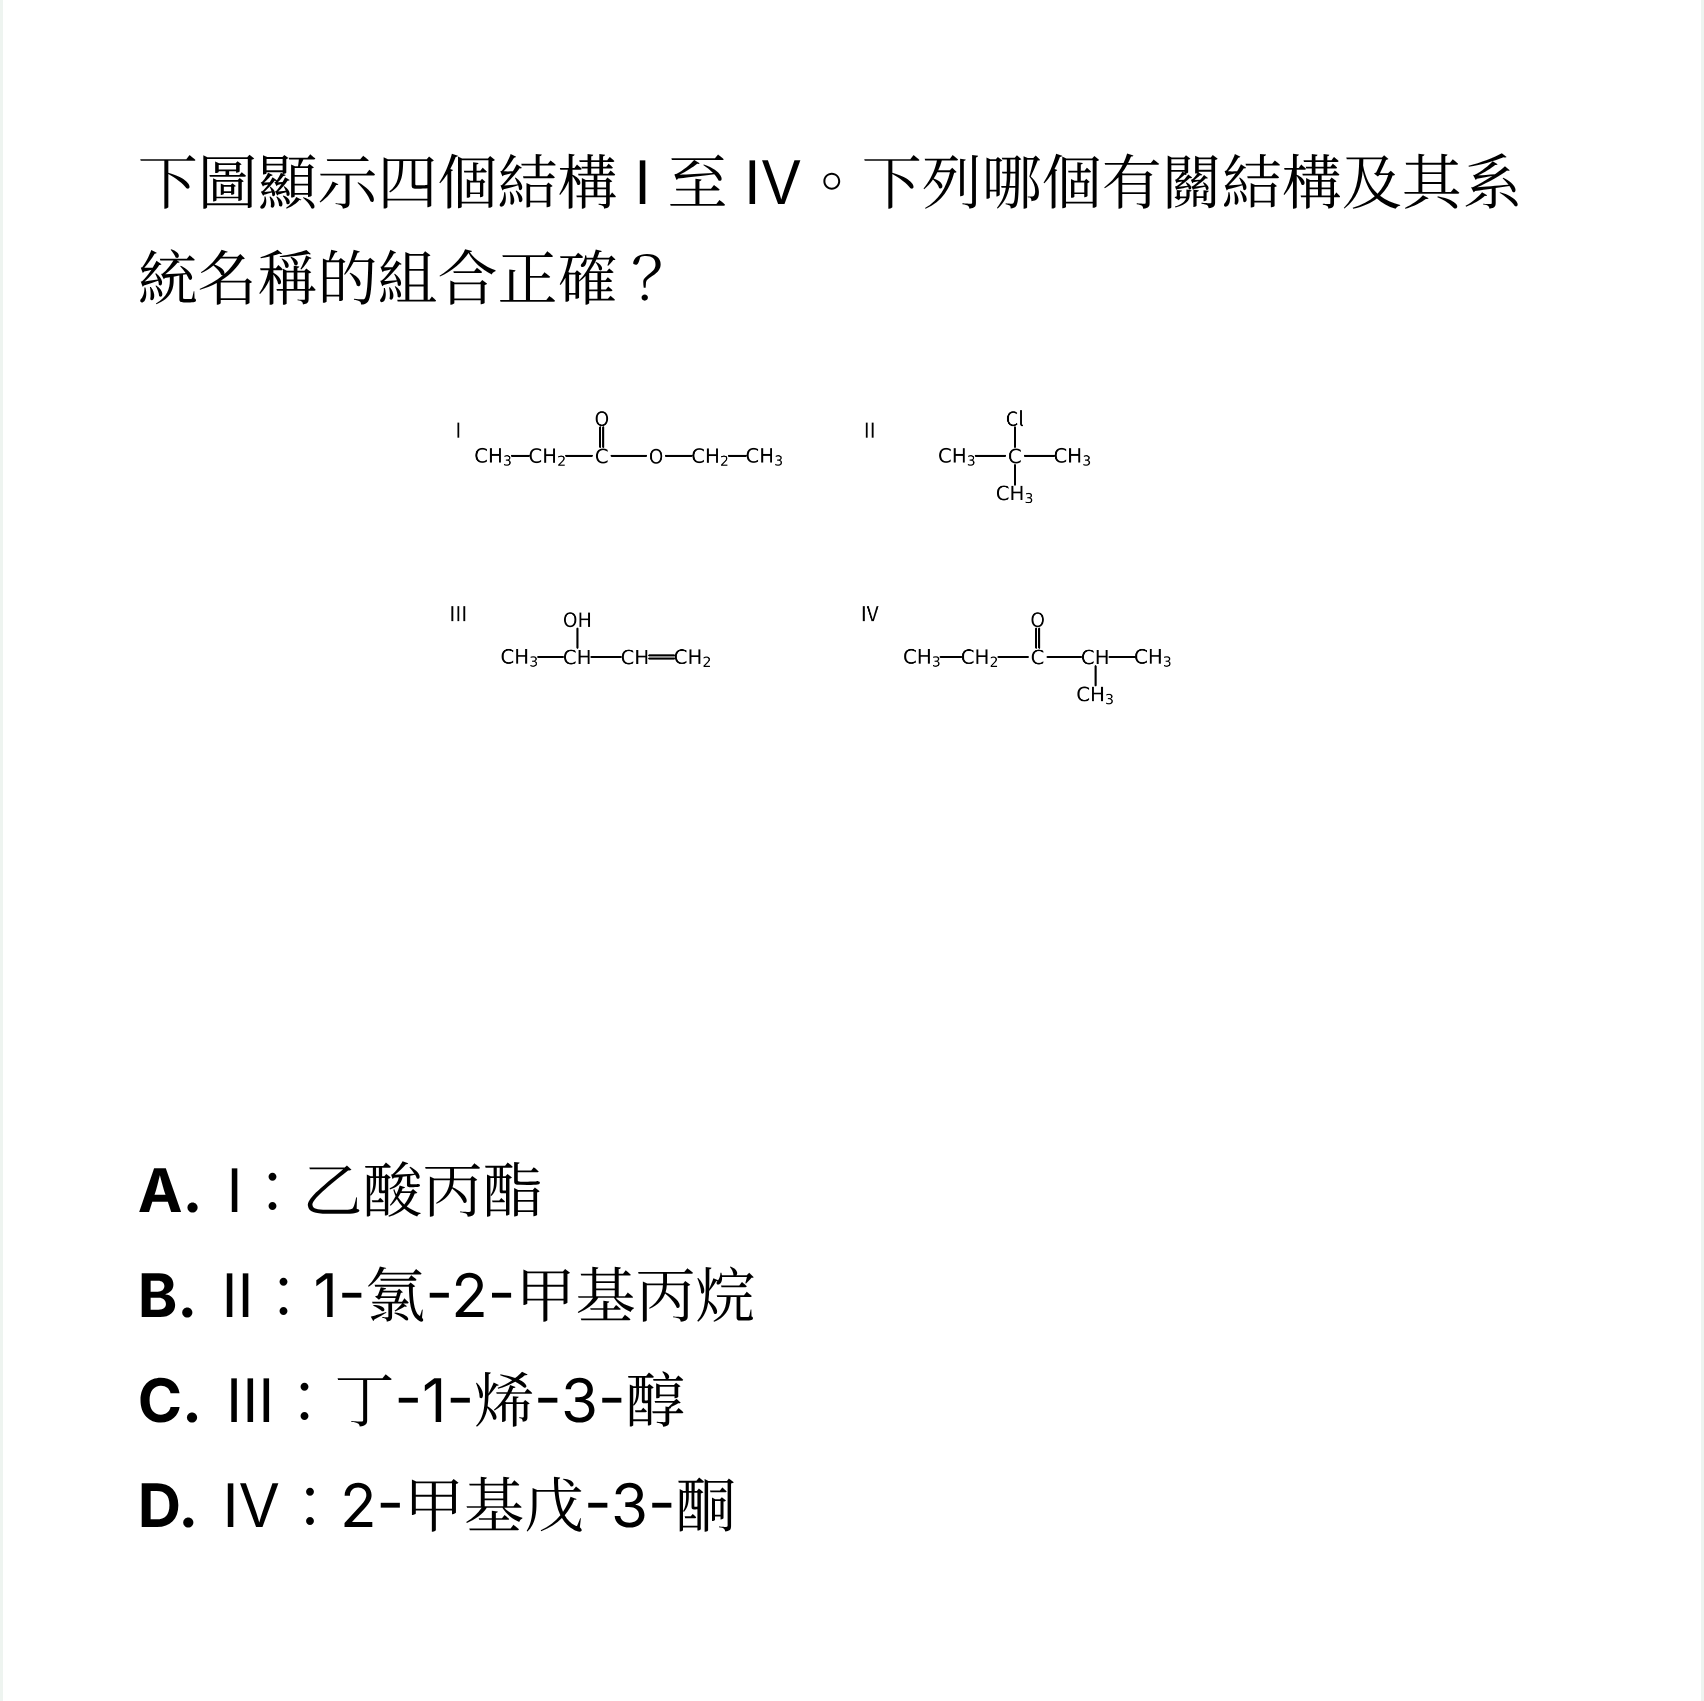 下圖顯示四個結構 I 至 IV。下列哪個有關結構及其系
統名稱的組合正確？
I
O
CH₃—CH₂—C—O—CH₂—CH₃
II
Cl
CH₃—C—CH₃
CH₃
III
OH
CH₃—CH—CH=CH₂
IV
O
CH₃—CH₂—C—CH—CH₃
CH₃
A. I：乙酸丙酯
B. II：1-氯-2-甲基丙烷
C. III：丁-1-烯-3-醇
D. IV：2-甲基戊-3-酮